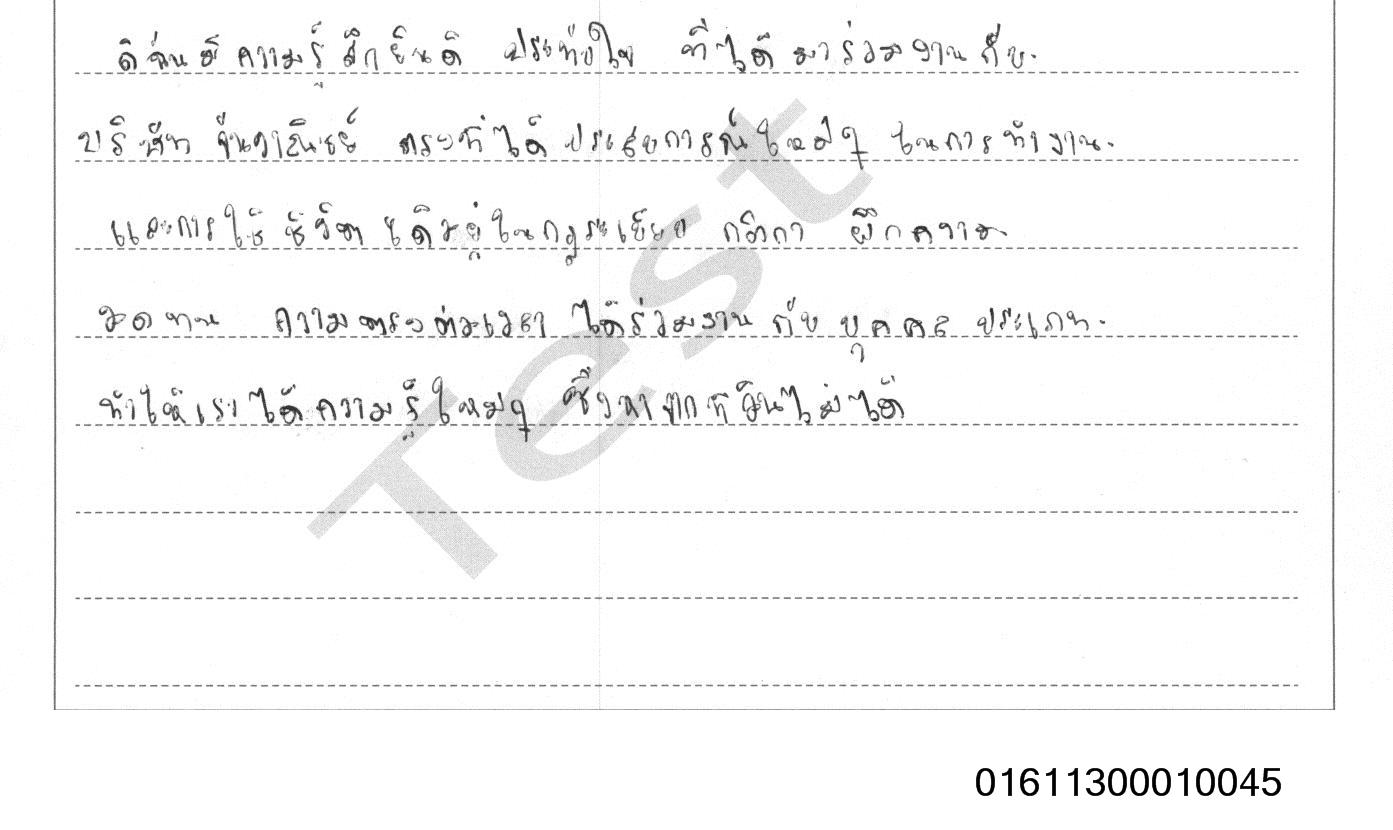 ดิฉันมีความรู้สึกยินดี ประทับใจ ที่ได้มาร่วมงานกับ
บริษัท ตรงที่ได้ประสบการณ์ใหม่ๆ ในการทำงาน
และการใช้ชีวิต ได้มาอยู่ในกฎระเบียบ กติกา ฝึกความ
อดทน ความตรงต่อเวลา ได้ร่วมงานกับ บุคคล ประเภท
ทำให้เราได้ความรู้ใหม่ๆ ซึ่งหาจากที่อื่นไม่ได้
Test
01611300010045